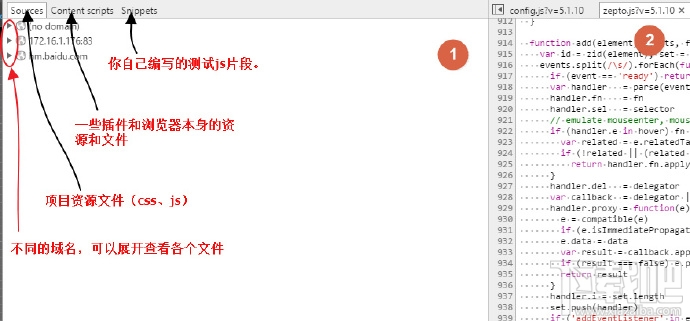 Sources Content scripts Snippets
(no domain)
172.16.1.176:83
hm.baidu.com
1
你自己编写的测试js片段。
一些插件和浏览器本身的资
源和文件
项目资源文件（css、js）
不同的域名，可以展开查看各个文件
config.js?v=5.1.10 zepto.js?v=5.1.10
2
912 }
913
914 function add(element,
915 var id = zid(element), set =
916 events.split(/\s/).forEach(fu
917 if (event == 'ready') return
918 var handler = parse(event
919 handler.fn = fn
920 handler.sel = selector
921 // emulate mouseenter, mous
922 if (handler.e in hover) fn
923 var related = e.relatedTa
924 if (!related || (related
925 return handler.fn.apply
926 }
927 handler.del = delegator
928 var callback = delegator |
929 handler.proxy = function(e)
930 e = compatible(e)
931 if (e.isImmediatePropagat
932 e.data = data
933 var result = callback.app
934 if (result === false) e.p
935 return result
936 }
937 handler.i = set.length
938 set.push(handler)
939 if ('addEventListener' in e